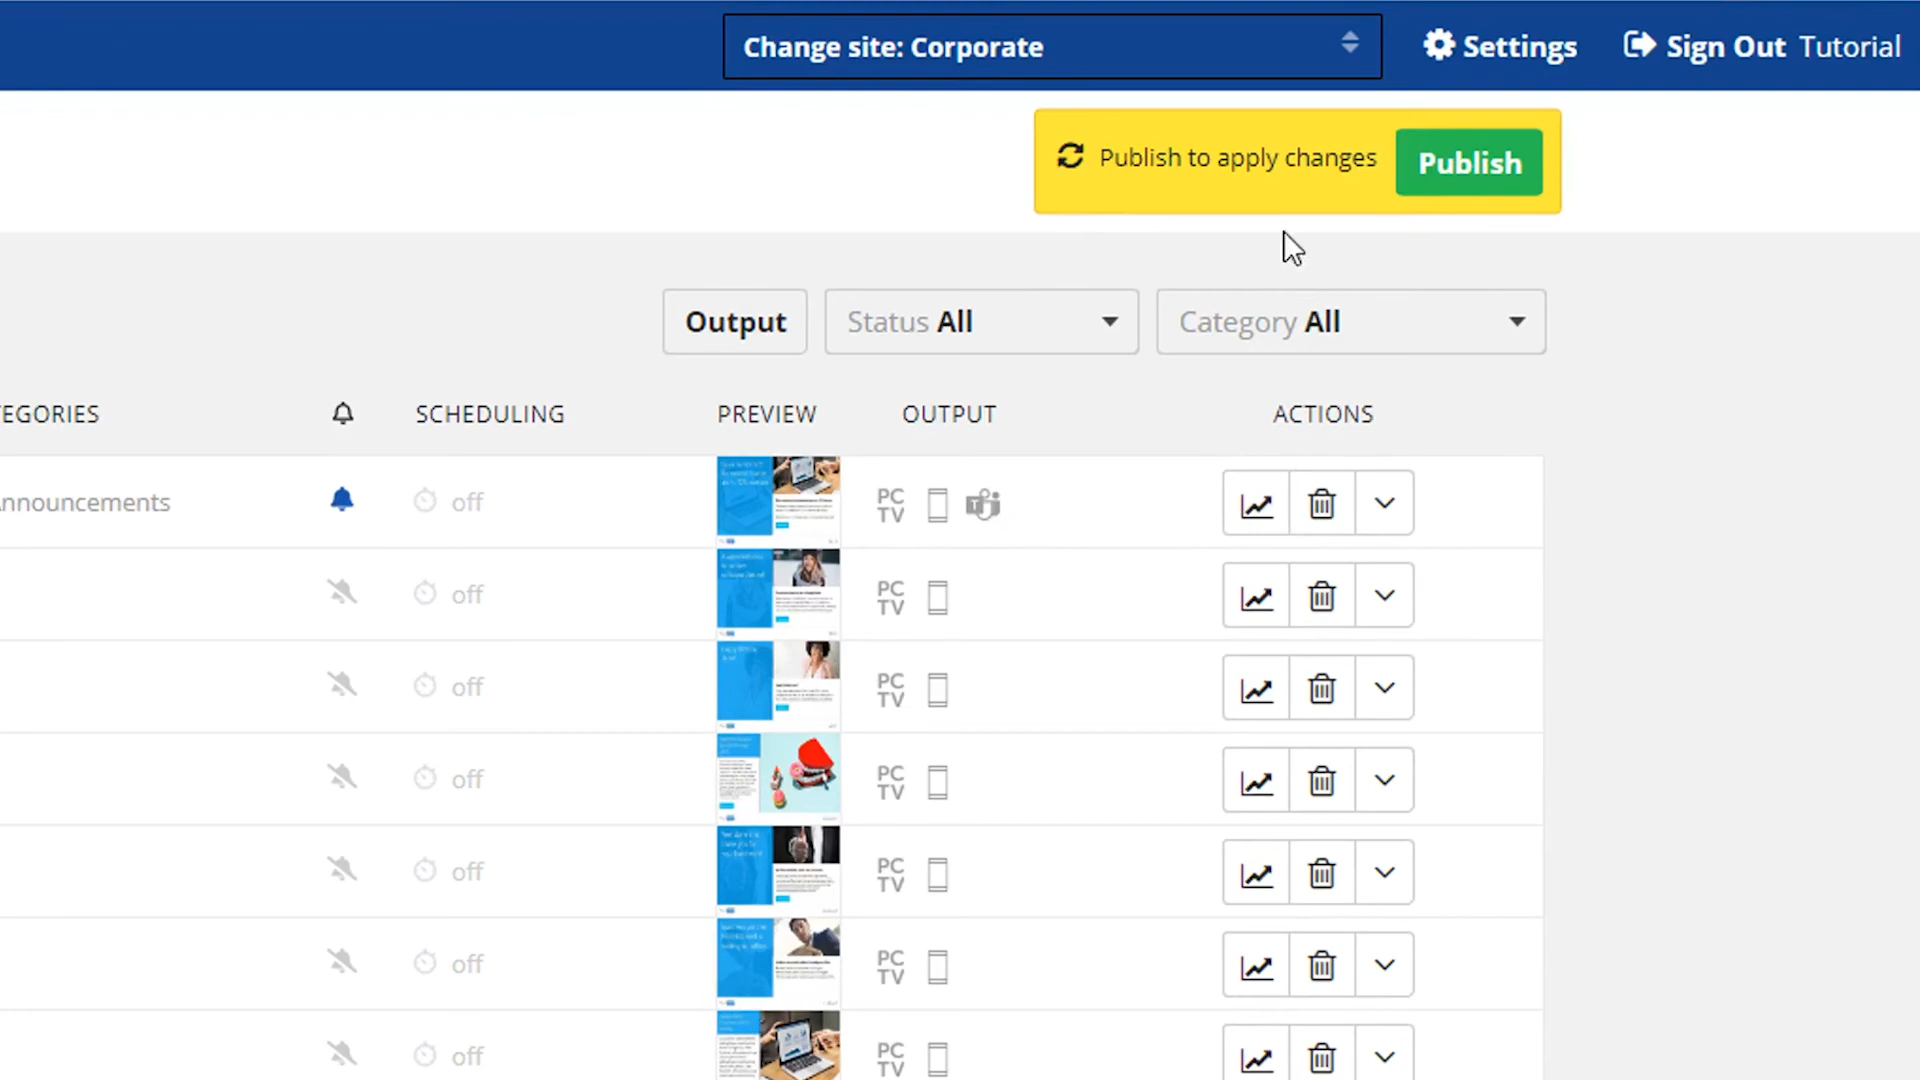 Change site: Corporate
Settings
Sign Out Tutorial
Publish to apply changes
Publish
Output
Status All
Category All
EGORIES
SCHEDULING
PREVIEW
OUTPUT
ACTIONS
nnouncements
off
PC
TV
off
PC
TV
off
PC
TV
off
PC
TV
off
PC
TV
off
PC
TV
off
PC
TV